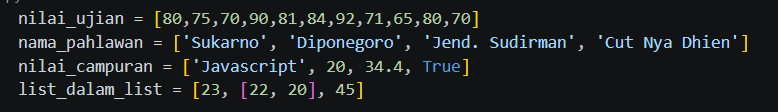 nilai_ujian = [80,75,70,90,81,84,92,71,65,80,70]
nama_pahlawan = ['Sukarno', 'Diponegoro', 'Jend. Sudirman', 'Cut Nya Dhien']
nilai_campuran = ['Javascript', 20, 34.4, True]
list_dalam_list = [23, [22, 20], 45]